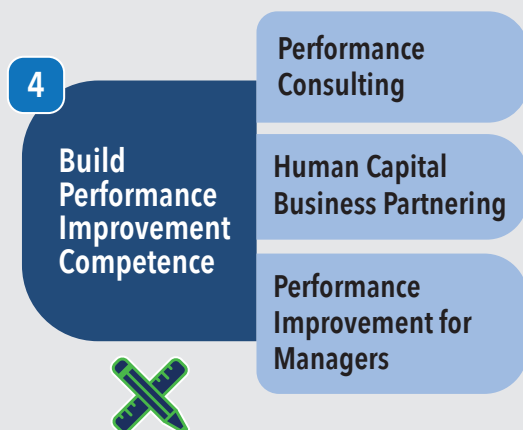 4
Build
Performance
Improvement
Competence
Performance
Consulting
Human Capital
Business Partnering
Performance
Improvement for
Managers